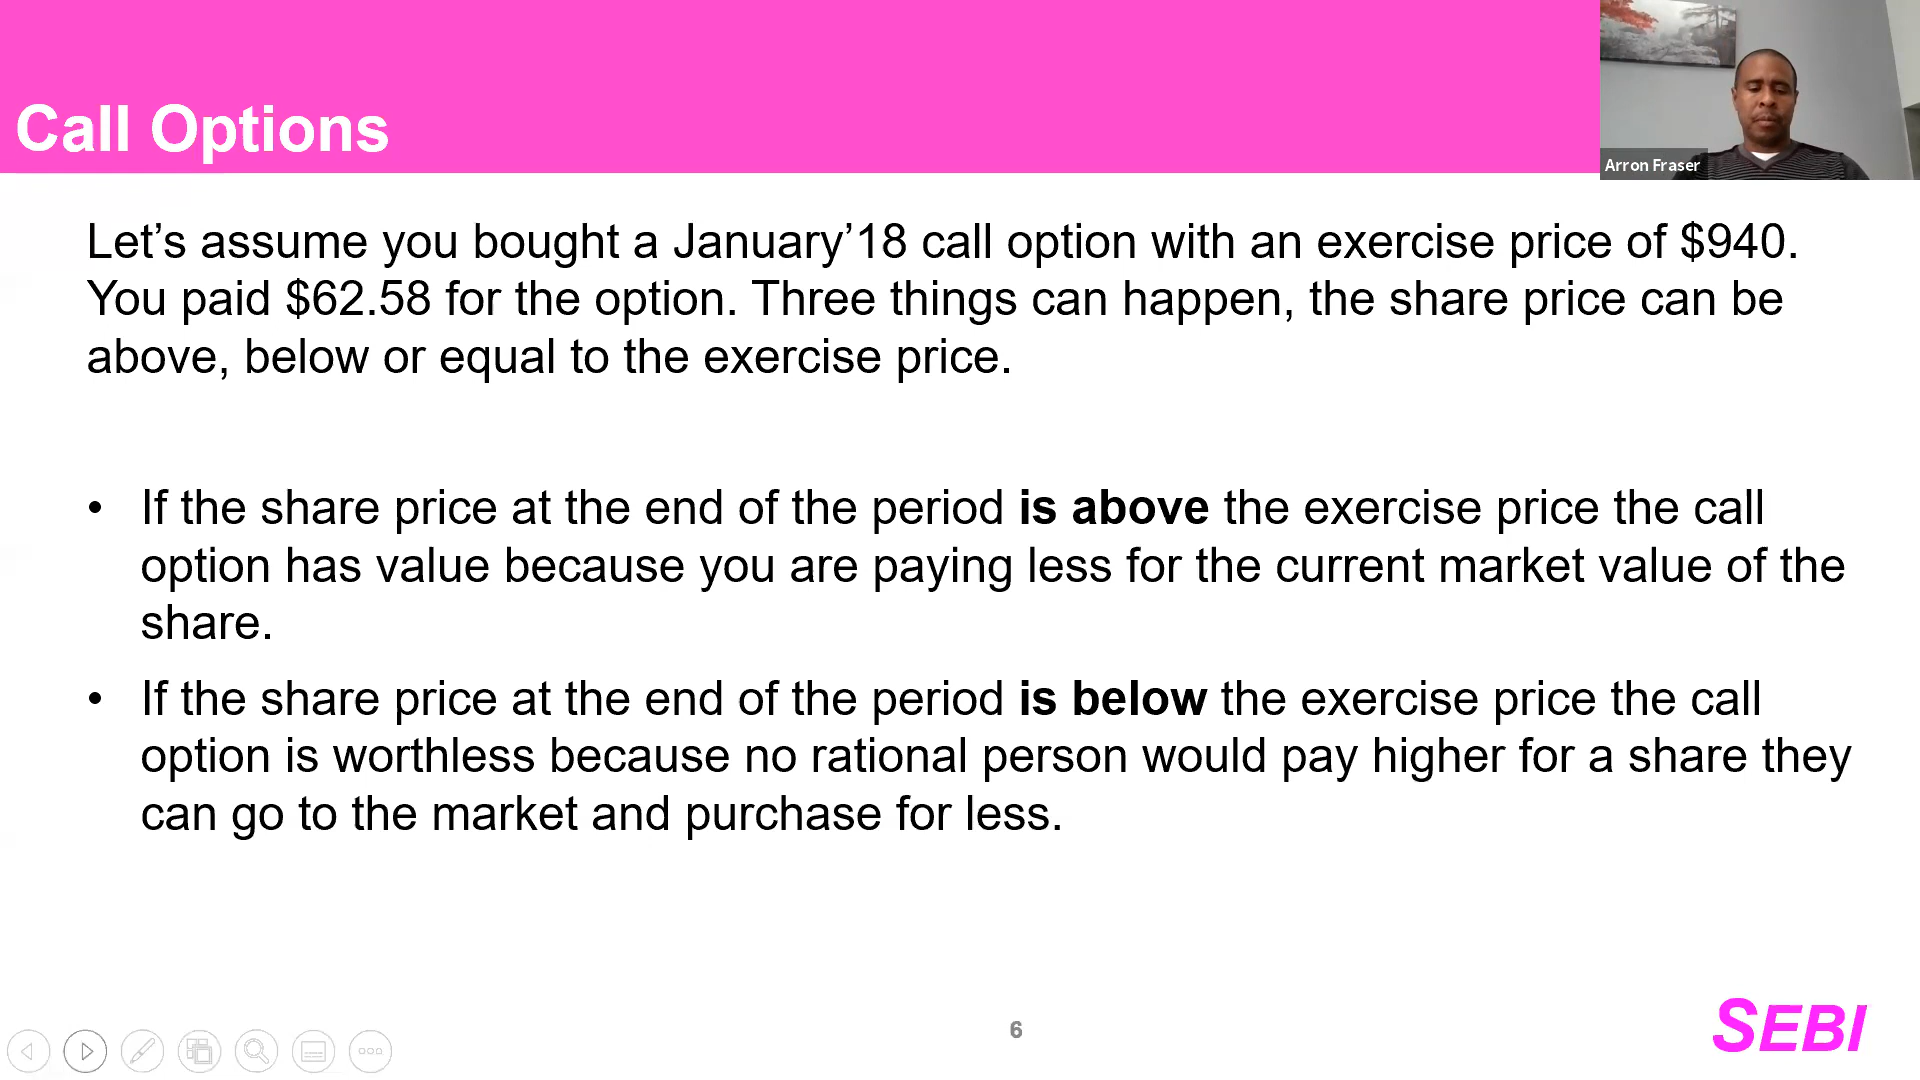 Call Options
Arron Fraser
Let’s assume you bought a January’18 call option with an exercise price of $940.
You paid $62.58 for the option. Three things can happen, the share price can be
above, below or equal to the exercise price.
• If the share price at the end of the period is above the exercise price the call
option has value because you are paying less for the current market value of the
share.
• If the share price at the end of the period is below the exercise price the call
option is worthless because no rational person would pay higher for a share they
can go to the market and purchase for less.
6
SEBI